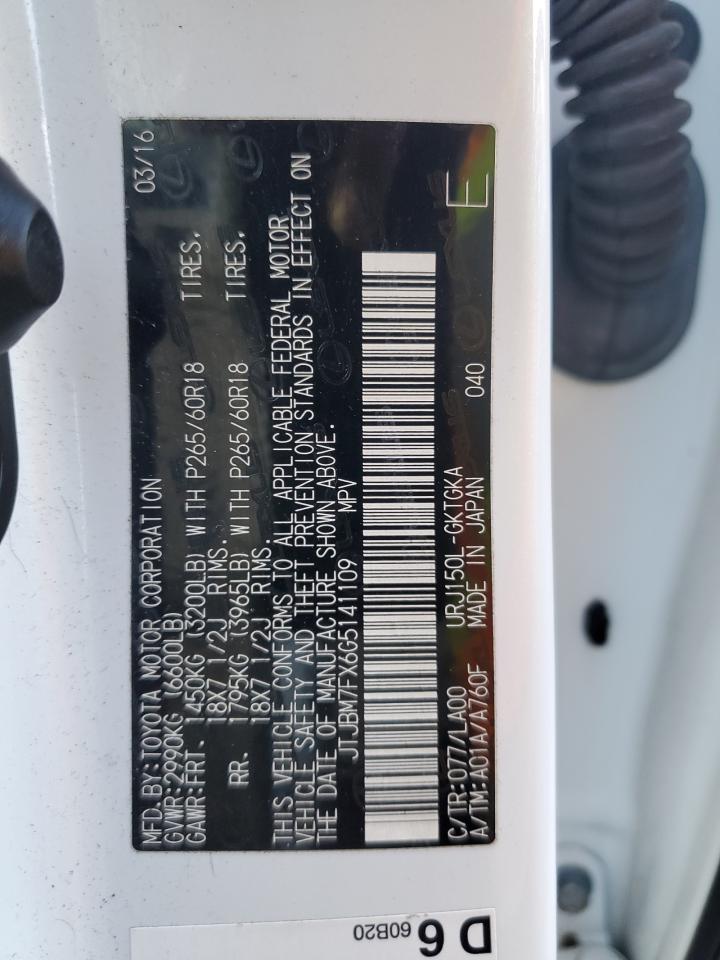 MFD.BY:TOYOTA MOTOR CORPORATION 03/16
GVWR:2990KG (6600LB)
GAWR:FRT. 1450KG (3200LB) WITH P265/60R18 TIRES.
18X7 1/2J RIMS.
RR. 1795KG (3965LB) WITH P265/60R18 TIRES.
18X7 1/2J RIMS.
THIS VEHICLE CONFORMS TO ALL APPLICABLE FEDERAL MOTOR
VEHICLE SAFETY AND THEFT PREVENTION STANDARDS IN EFFECT ON
THE DATE OF MANUFACTURE SHOWN ABOVE.
JTJBM7FX6G5141109 MPV
C/TR:077/LA00 URJ150L-GKTGKA
A/TM:A01A/A760F MADE IN JAPAN 040 E
D 6
60B20